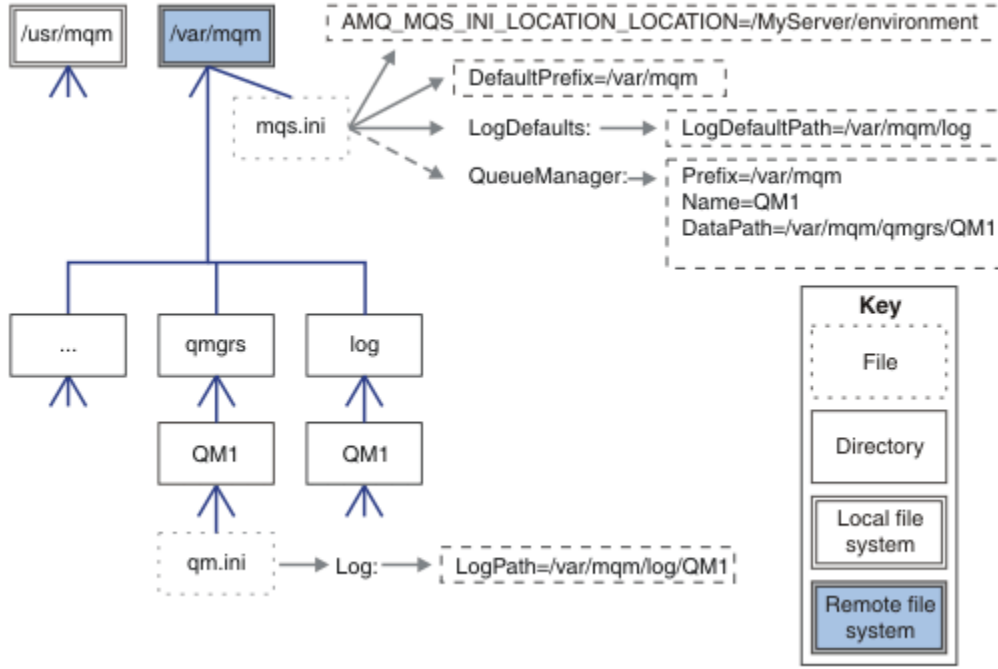 /usr/mqm
/var/mqm
AMQ_MQS_INI_LOCATION_LOCATION=/MyServer/environment
DefaultPrefix=/var/mqm
mqs.ini
LogDefaults:
LogDefaultPath=/var/mqm/log
QueueManager:
Prefix=/var/mqm
Name=QM1
DataPath=/var/mqm/qmgrs/QM1
...
qmgrs
log
QM1
QM1
qm.ini
Log:
LogPath=/var/mqm/log/QM1
Key
File
Directory
Local file
system
Remote file
system